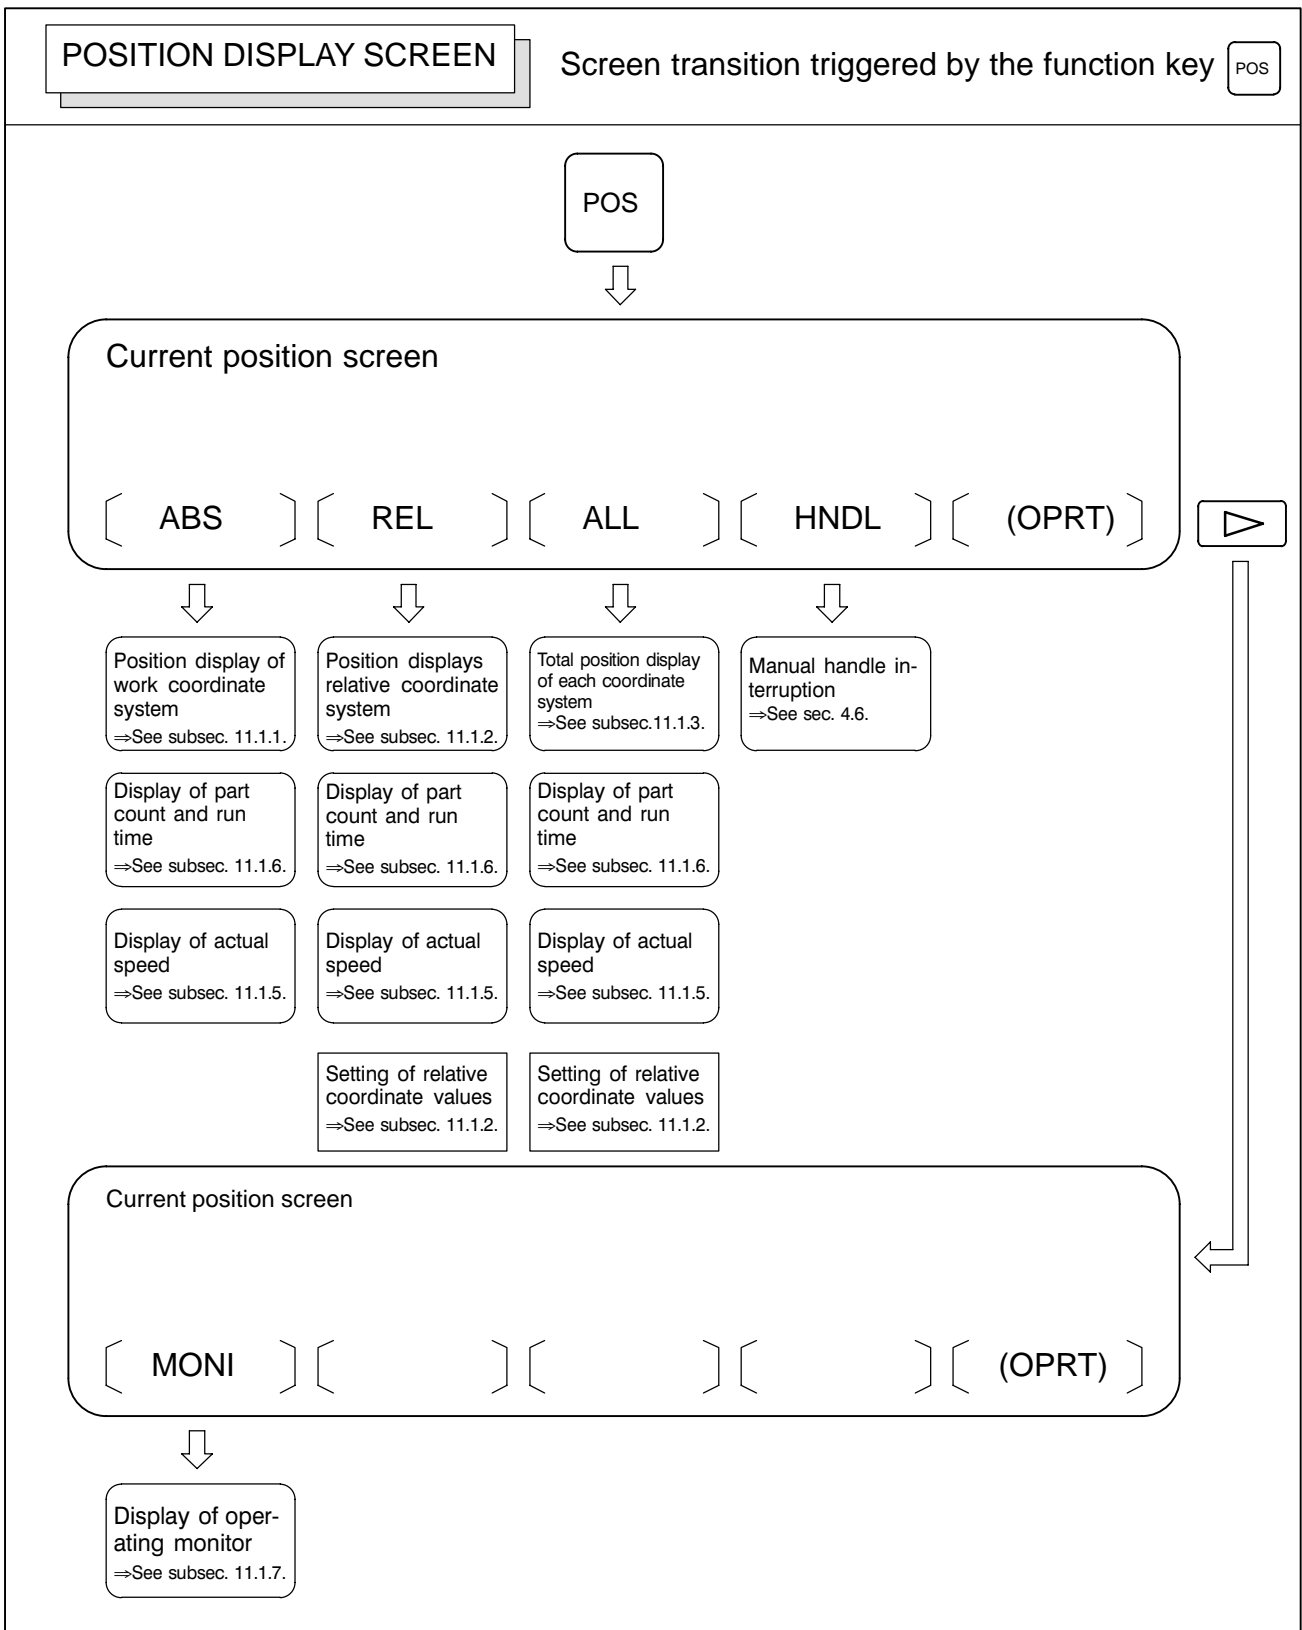 POSITION DISPLAY SCREEN
Screen transition triggered by the function key POS
POS
Current position screen
ABS REL ALL HNDL (OPRT)
Position display of
work coordinate
system
⇒See subsec. 11.1.1.
Position displays
relative coordinate
system
⇒See subsec. 11.1.2.
Total position display
of each coordinate
system
⇒See subsec.11.1.3.
Manual handle in-
terruption
⇒See sec. 4.6.
Display of part
count and run
time
⇒See subsec. 11.1.6.
Display of part
count and run
time
⇒See subsec. 11.1.6.
Display of part
count and run
time
⇒See subsec. 11.1.6.
Display of actual
speed
⇒See subsec. 11.1.5.
Display of actual
speed
⇒See subsec. 11.1.5.
Display of actual
speed
⇒See subsec. 11.1.5.
Setting of relative
coordinate values
⇒See subsec. 11.1.2.
Setting of relative
coordinate values
⇒See subsec. 11.1.2.
Current position screen
MONI (OPRT)
Display of oper-
ating monitor
⇒See subsec. 11.1.7.